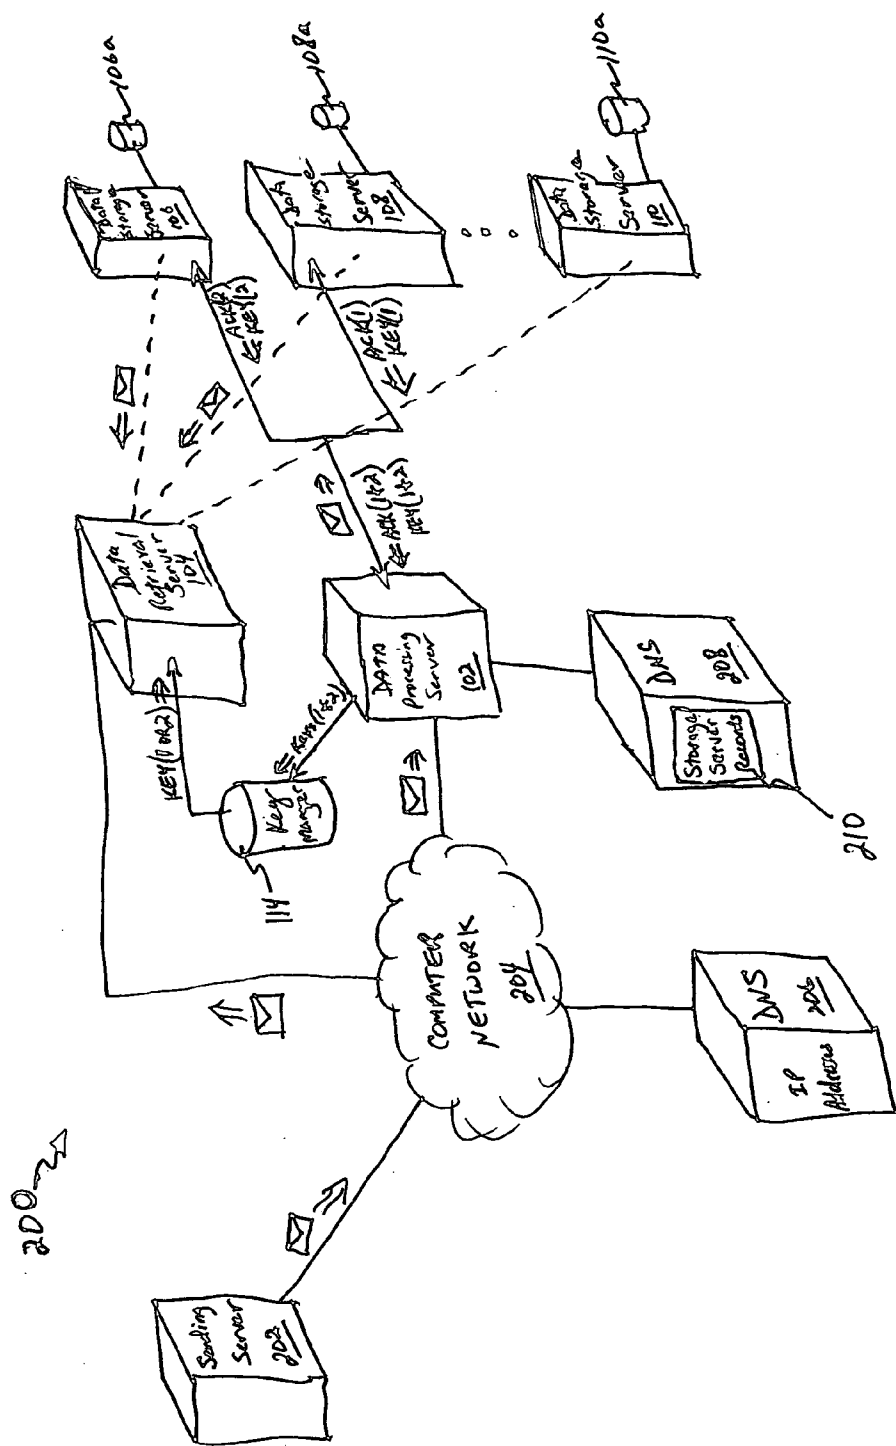 200
Sending
Server
202
COMPUTER
NETWORK
204
IP
Addresses
DNS
206
114
Key
Manger
KEY(1 OR 2)
Keys(1&2)
Data
Retrieval
Server
104
DATA
Processing
Server
102
DNS
208
Storage
Server
Records
210
ACK(1&2)
KEY(1&2)
ACK(2)
KEY(2)
ACK(1)
KEY(1)
Data
Storage
Server
106
106a
Data
Storage
Server
108
108a
Data
Storage
Server
110
110a